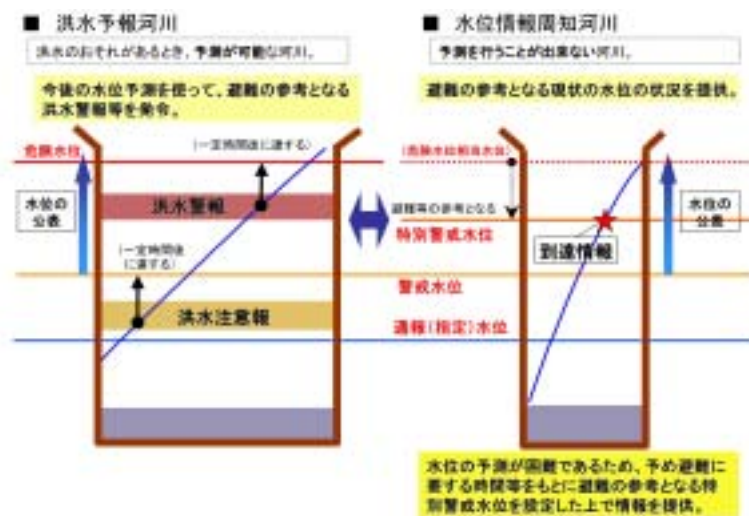 ■ 洪水予報河川
洪水のおそれがあるとき、予測が可能な河川。
今後の水位予測を使って、避難の参考となる
洪水警報等を発令。
(一定時間後に達する)
危険水位
水位の
公表
洪水警報
(一定時間後
に達する)
洪水注意報
■ 水位情報周知河川
予測を行うことが出来ない河川。
避難の参考となる現状の水位の状況を提供。
(危険水位相当水位)
避難等の参考となる
特別警戒水位
到達情報
水位の
公表
警戒水位
通報(指定)水位
水位の予測が困難であるため、予め避難に
要する時間等をもとに避難の参考となる特
別警戒水位を設定した上で情報を提供。